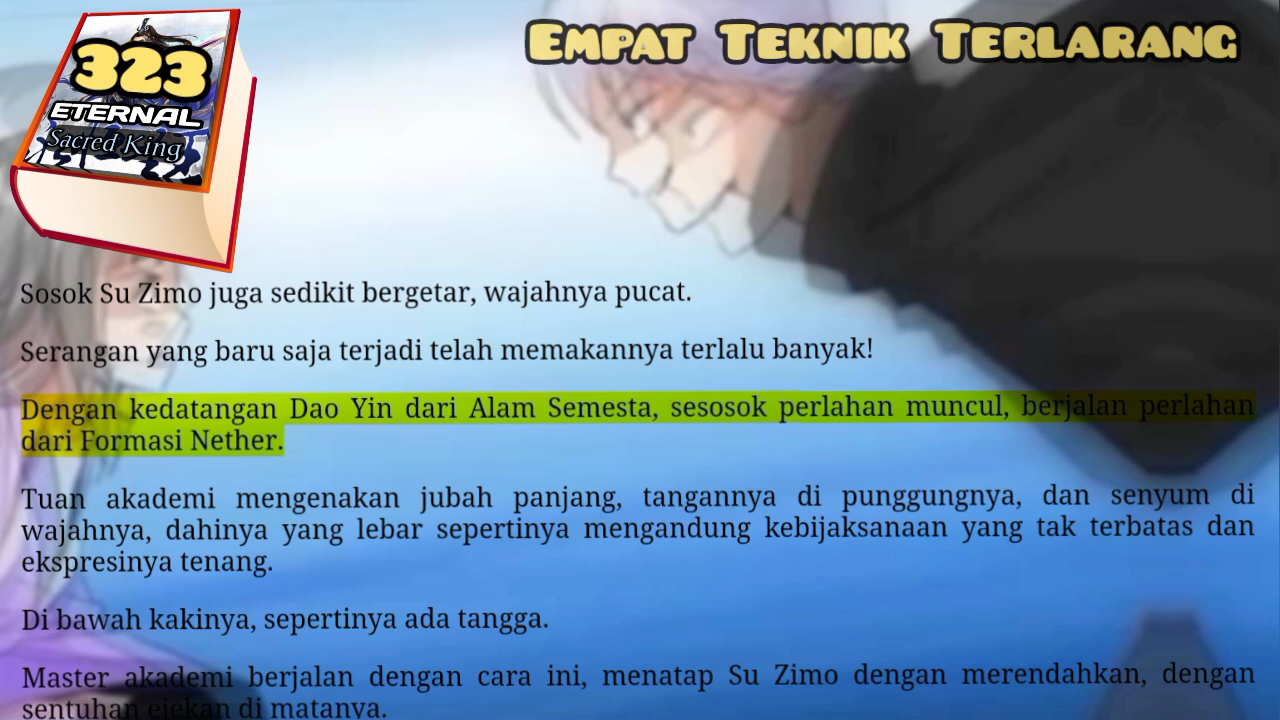 Empat Teknik Terlarang
323
ETERNAL
Sacred King
Sosok Su Zimo juga sedikit bergetar, wajahnya pucat.
Serangan yang baru saja terjadi telah memakannya terlalu banyak!
Dengan kedatangan Dao Yin dari Alam Semesta, sesosok perlahan muncul, berjalan perlahan
dari Formasi Nether.
Tuan akademi mengenakan jubah panjang, tangannya di punggungnya, dan senyum di
wajahnya, dahinya yang lebar sepertinya mengandung kebijaksanaan yang tak terbatas dan
ekspresinya tenang.
Di bawah kakinya, sepertinya ada tangga.
Master akademi berjalan dengan cara ini, menatap Su Zimo dengan merendahkan, dengan
sentuhan ejekan di matanya.